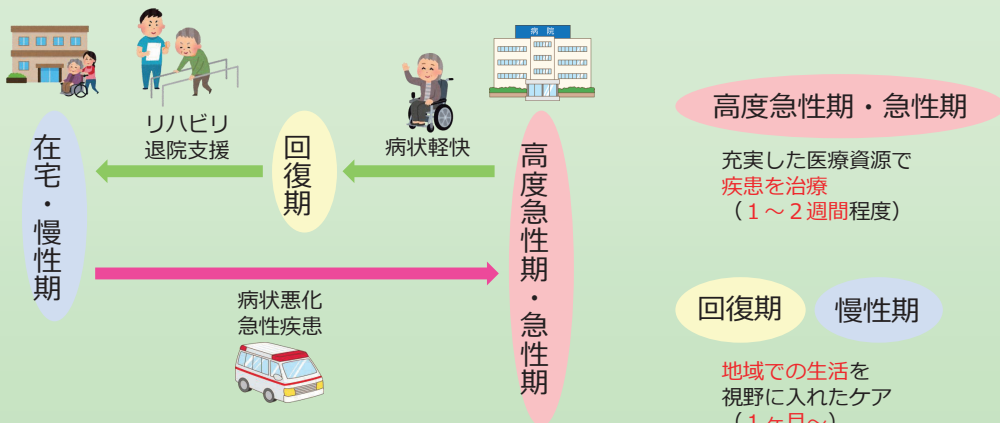 病院
リハビリ
退院支援
病状軽快
在宅・慢性期
回復期
高度急性期・急性期
病状悪化
急性疾患
高度急性期・急性期
充実した医療資源で
疾患を治療
（１～２週間程度）
回復期
慢性期
地域での生活を
視野に入れたケア
（１ヶ月～）